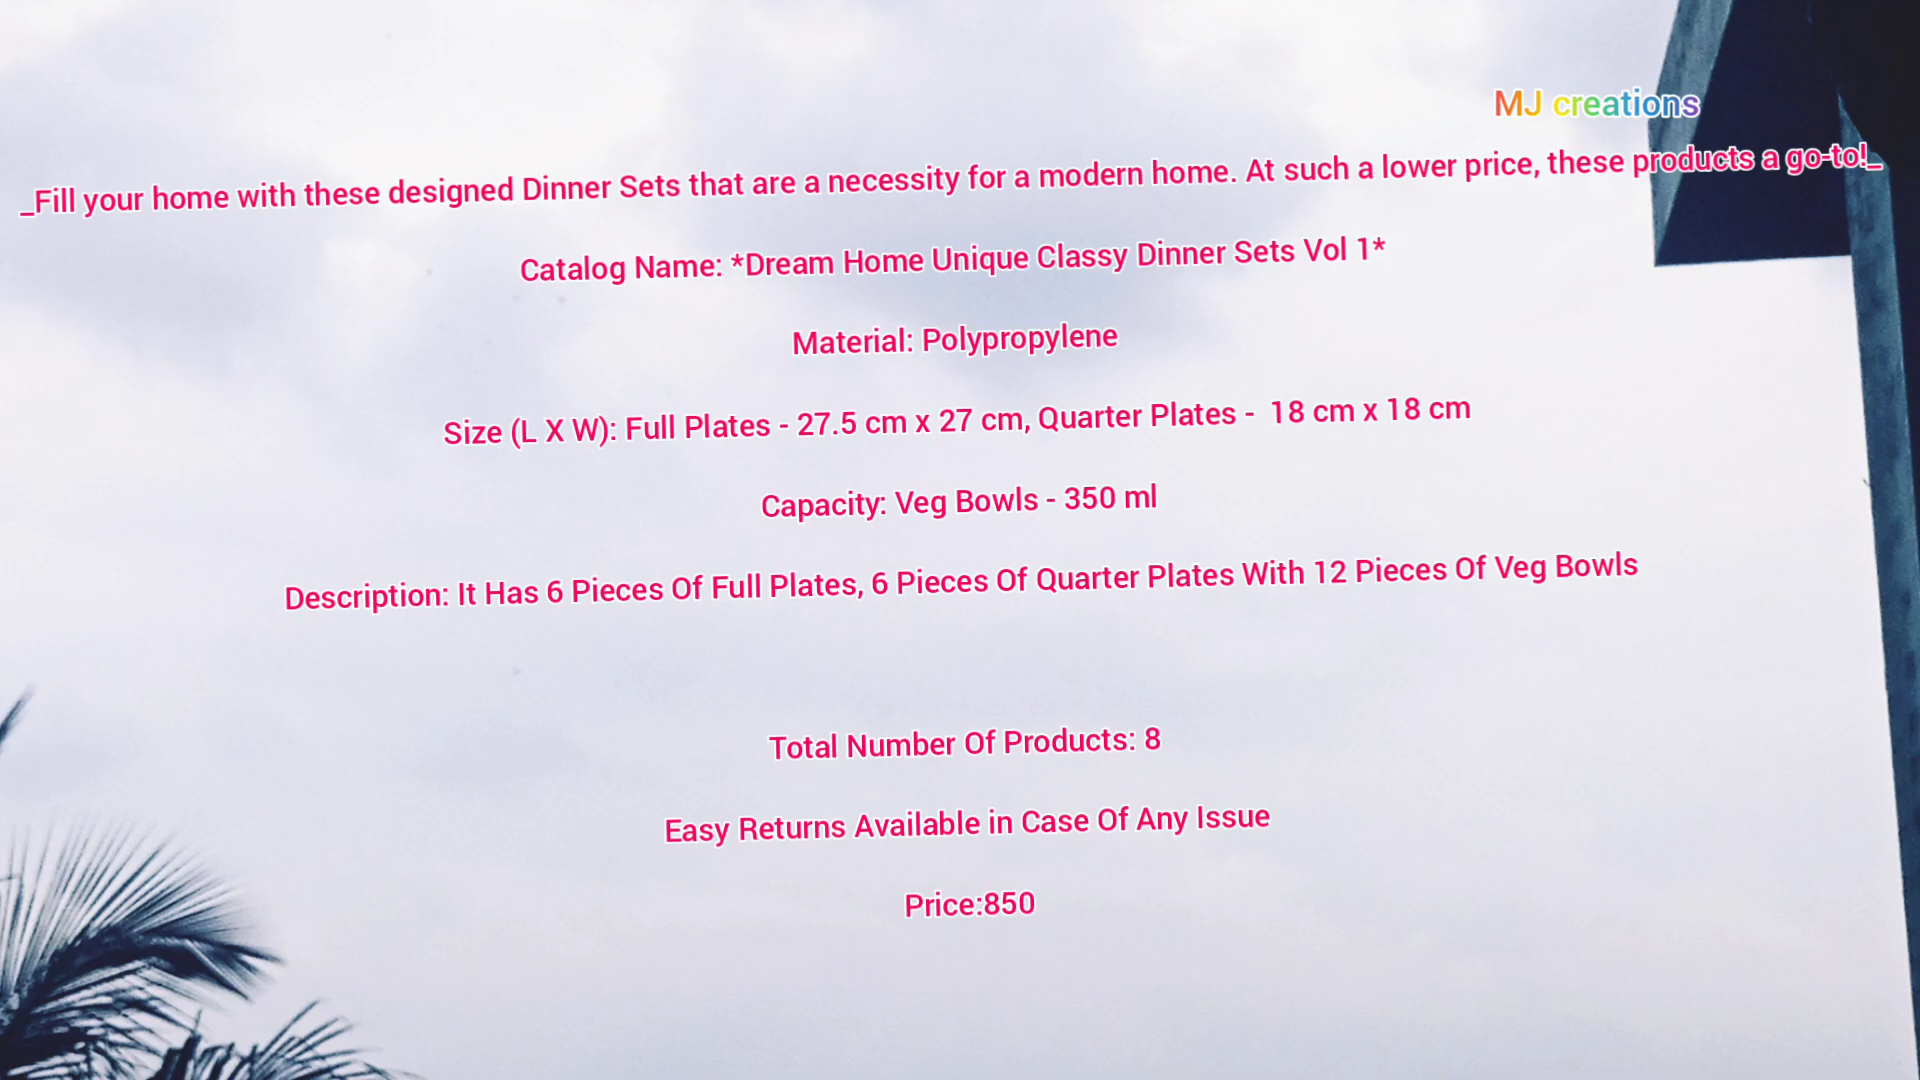 MJ creations
_Fill your home with these designed Dinner Sets that are a necessity for a modern home. At such a lower price, these products a go-to!_
Catalog Name: *Dream Home Unique Classy Dinner Sets Vol 1*
Material: Polypropylene
Size (L X W): Full Plates - 27.5 cm x 27 cm, Quarter Plates -  18 cm x 18 cm
Capacity: Veg Bowls - 350 ml
Description: It Has 6 Pieces Of Full Plates, 6 Pieces Of Quarter Plates With 12 Pieces Of Veg Bowls
Total Number Of Products: 8
Easy Returns Available in Case Of Any Issue
Price:850